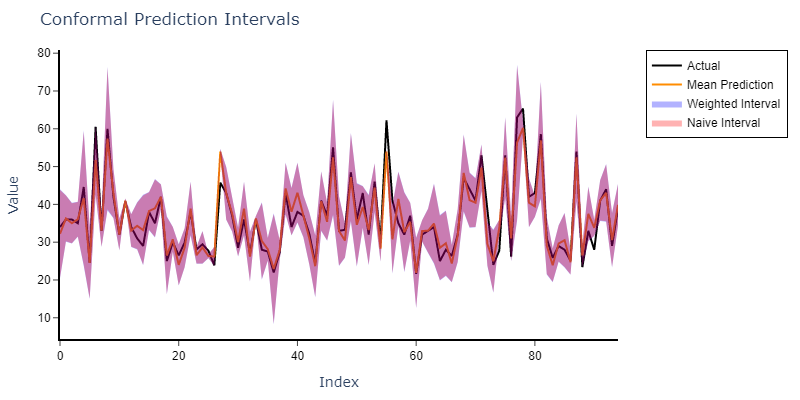 Conformal Prediction Intervals
80
70
60
50
40
30
20
10
0
20
40
60
80
Value
Index
Actual
Mean Prediction
Weighted Interval
Naive Interval